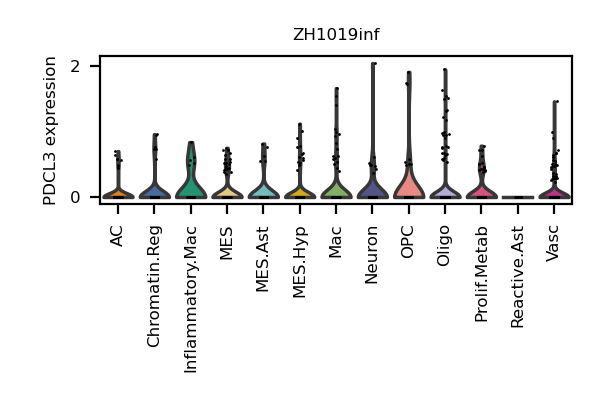 ZH1019inf
PDCL3 expression
2
0
AC
Chromatin.Reg
Inflammatory.Mac
MES
MES.Ast
MES.Hyp
Mac
Neuron
OPC
Oligo
Prolif.Metab
Reactive.Ast
Vasc